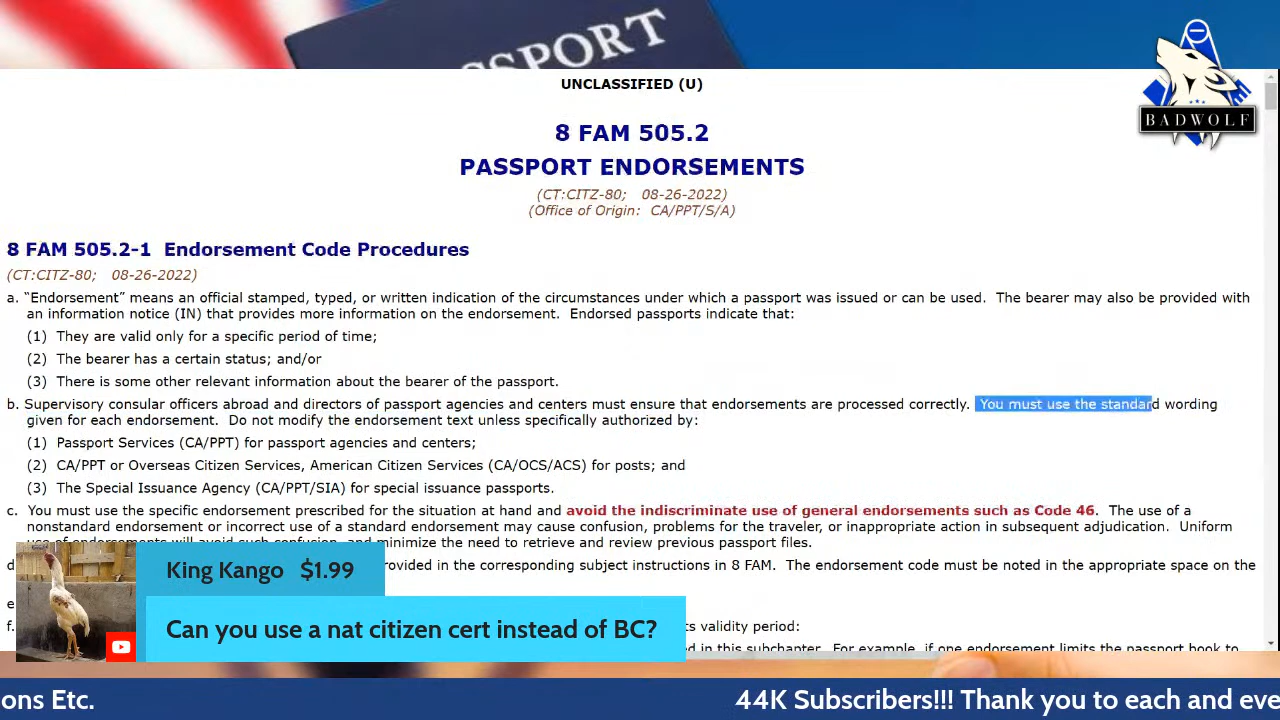 SSPORT
UNCLASSIFIED (U)
BADWOLF
8 FAM 505.2
PASSPORT ENDORSEMENTS
(CT:CITZ-80; 08-26-2022)
(Office of Origin: CA/PPT/S/A)
8 FAM 505.2-1 Endorsement Code Procedures
(CT:CITZ-80; 08-26-2022)
a. “Endorsement” means an official stamped, typed, or written indication of the circumstances under which a passport was issued or can be used. The bearer may also be provided with
an information notice (IN) that provides more information on the endorsement. Endorsed passports indicate that:
(1) They are valid only for a specific period of time;
(2) The bearer has a certain status; and/or
(3) There is some other relevant information about the bearer of the passport.
b. Supervisory consular officers abroad and directors of passport agencies and centers must ensure that endorsements are processed correctly. You must use the standard wording
given for each endorsement. Do not modify the endorsement text unless specifically authorized by:
(1) Passport Services (CA/PPT) for passport agencies and centers;
(2) CA/PPT or Overseas Citizen Services, American Citizen Services (CA/OCS/ACS) for posts; and
(3) The Special Issuance Agency (CA/PPT/SIA) for special issuance passports.
c. You must use the specific endorsement prescribed for the situation at hand and avoid the indiscriminate use of general endorsements such as Code 46. The use of a
nonstandard endorsement or incorrect use of a standard endorsement may cause confusion, problems for the traveler, or inappropriate action in subsequent adjudication. Uniform
use of endorsements will avoid such confusion, and minimize the need to retrieve and review previous passport files.
d rovided in the corresponding subject instructions in 8 FAM. The endorsement code must be noted in the appropriate space on the
e
f. ts validity period:
d in this subchapter. For example, if one endorsement limits the passport book to
King Kango $1.99
Can you use a nat citizen cert instead of BC?
ons Etc. 44K Subscribers!!! Thank you to each and eve